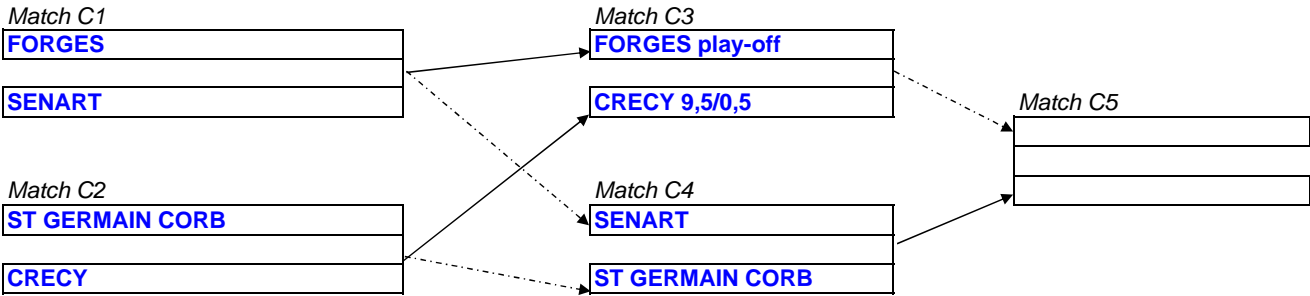 Match C1
FORGES
SENART
Match C2
ST GERMAIN CORB
CRECY
Match C3
FORGES play-off
CRECY 9,5/0,5
Match C4
SENART
ST GERMAIN CORB
Match C5